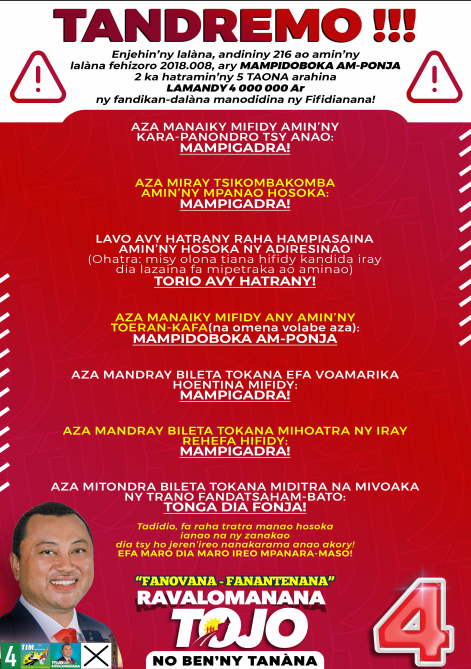 TANDREMO !!!
Enjehin'ny lalàna, andininy 216 ao amin'ny
lalàna fehizoro 2018.008, ary MAMPIDOBOKA AM-PONJA
2 ka hatramin'ny 5 TAONA arahina
LAMANDY 4 000 000 Ar
ny fandikan-dalàna manodidina ny Fifidianana!
AZA MANAIKY MIFIDY AMIN'NY
KARA-PANONDRO TSY ANAO:
MAMPIGADRA!
AZA MIRAY TSIKOMBAKOMBA
AMIN'NY MPANAO HOSOKA:
MAMPIGADRA!
LAVO AVY HATRANY RAHA HAMPIASAINA
AMIN'NY HOSOKA NY ADIRESINAO
(Ohatra: misy olona tiana hifidy kandida iray
dia lazaina fa mipetraka ao aminao)
TORIO AVY HATRANY!
AZA MANAIKY MIFIDY ANY AMIN'NY
TOERAN-KAFA(na omena volabe aza):
MAMPIDOBOKA AM-PONJA
AZA MANDRAY BILETA TOKANA EFA VOAMARIKA
HOENTINA MIFIDY:
MAMPIGADRA!
AZA MANDRAY BILETA TOKANA MIHOATRA NY IRAY
REHEFA HIFIDY:
MAMPIGADRA!
AZA MITONDRA BILETA TOKANA MIDITRA NA MIVOAKA
NY TRANO FANDATSAHAM-BATO:
TONGA DIA FONJA!
Tadidio, fa raha tratra manao hosoka
ianao na ny zanakao
dia tsy ho jeren'ireo nanakarama anao akory!
EFA MARO DIA MARO IREO MPANARA-MASO!
"FANOVANA - FANANTENANA"
RAVALOMANANA
TOJO
NO BEN'NY TANÀNA
4
4
TIM
TOJO
RAVALOMANANA